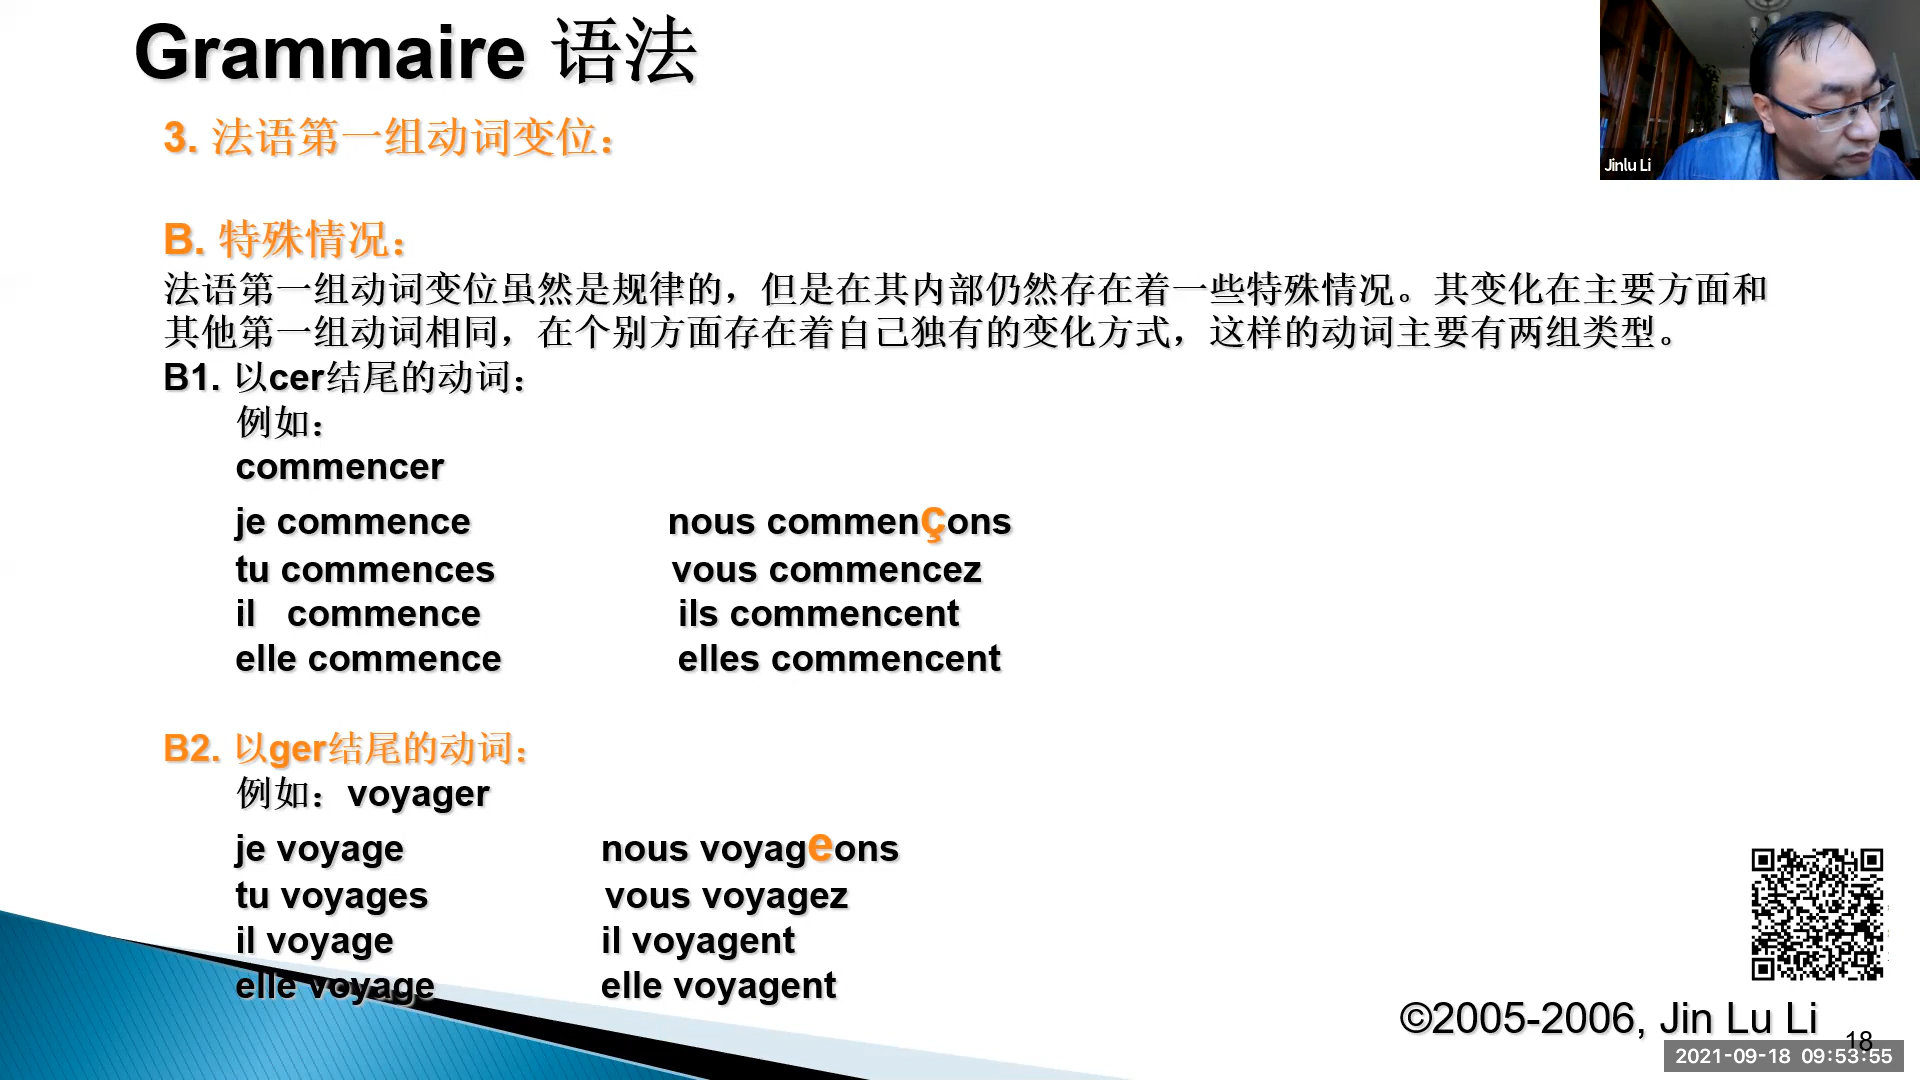 Grammaire 语法
3. 法语第一组动词变位：
B. 特殊情况：
法语第一组动词变位虽然是规律的，但是在其内部仍然存在着一些特殊情况。其变化在主要方面和
其他第一组动词相同，在个别方面存在着自己独有的变化方式，这样的动词主要有两组类型。
B1. 以cer结尾的动词：
例如：
commencer
je commence nous commençons
tu commences vous commencez
il commence ils commencent
elle commence elles commencent
B2. 以ger结尾的动词：
例如：voyager
je voyage nous voyageons
tu voyages vous voyagez
il voyage il voyagent
elle voyage elle voyagent
Jinlu Li
©2005-2006, Jin Lu Li
18
2021-09-18 09:53:55